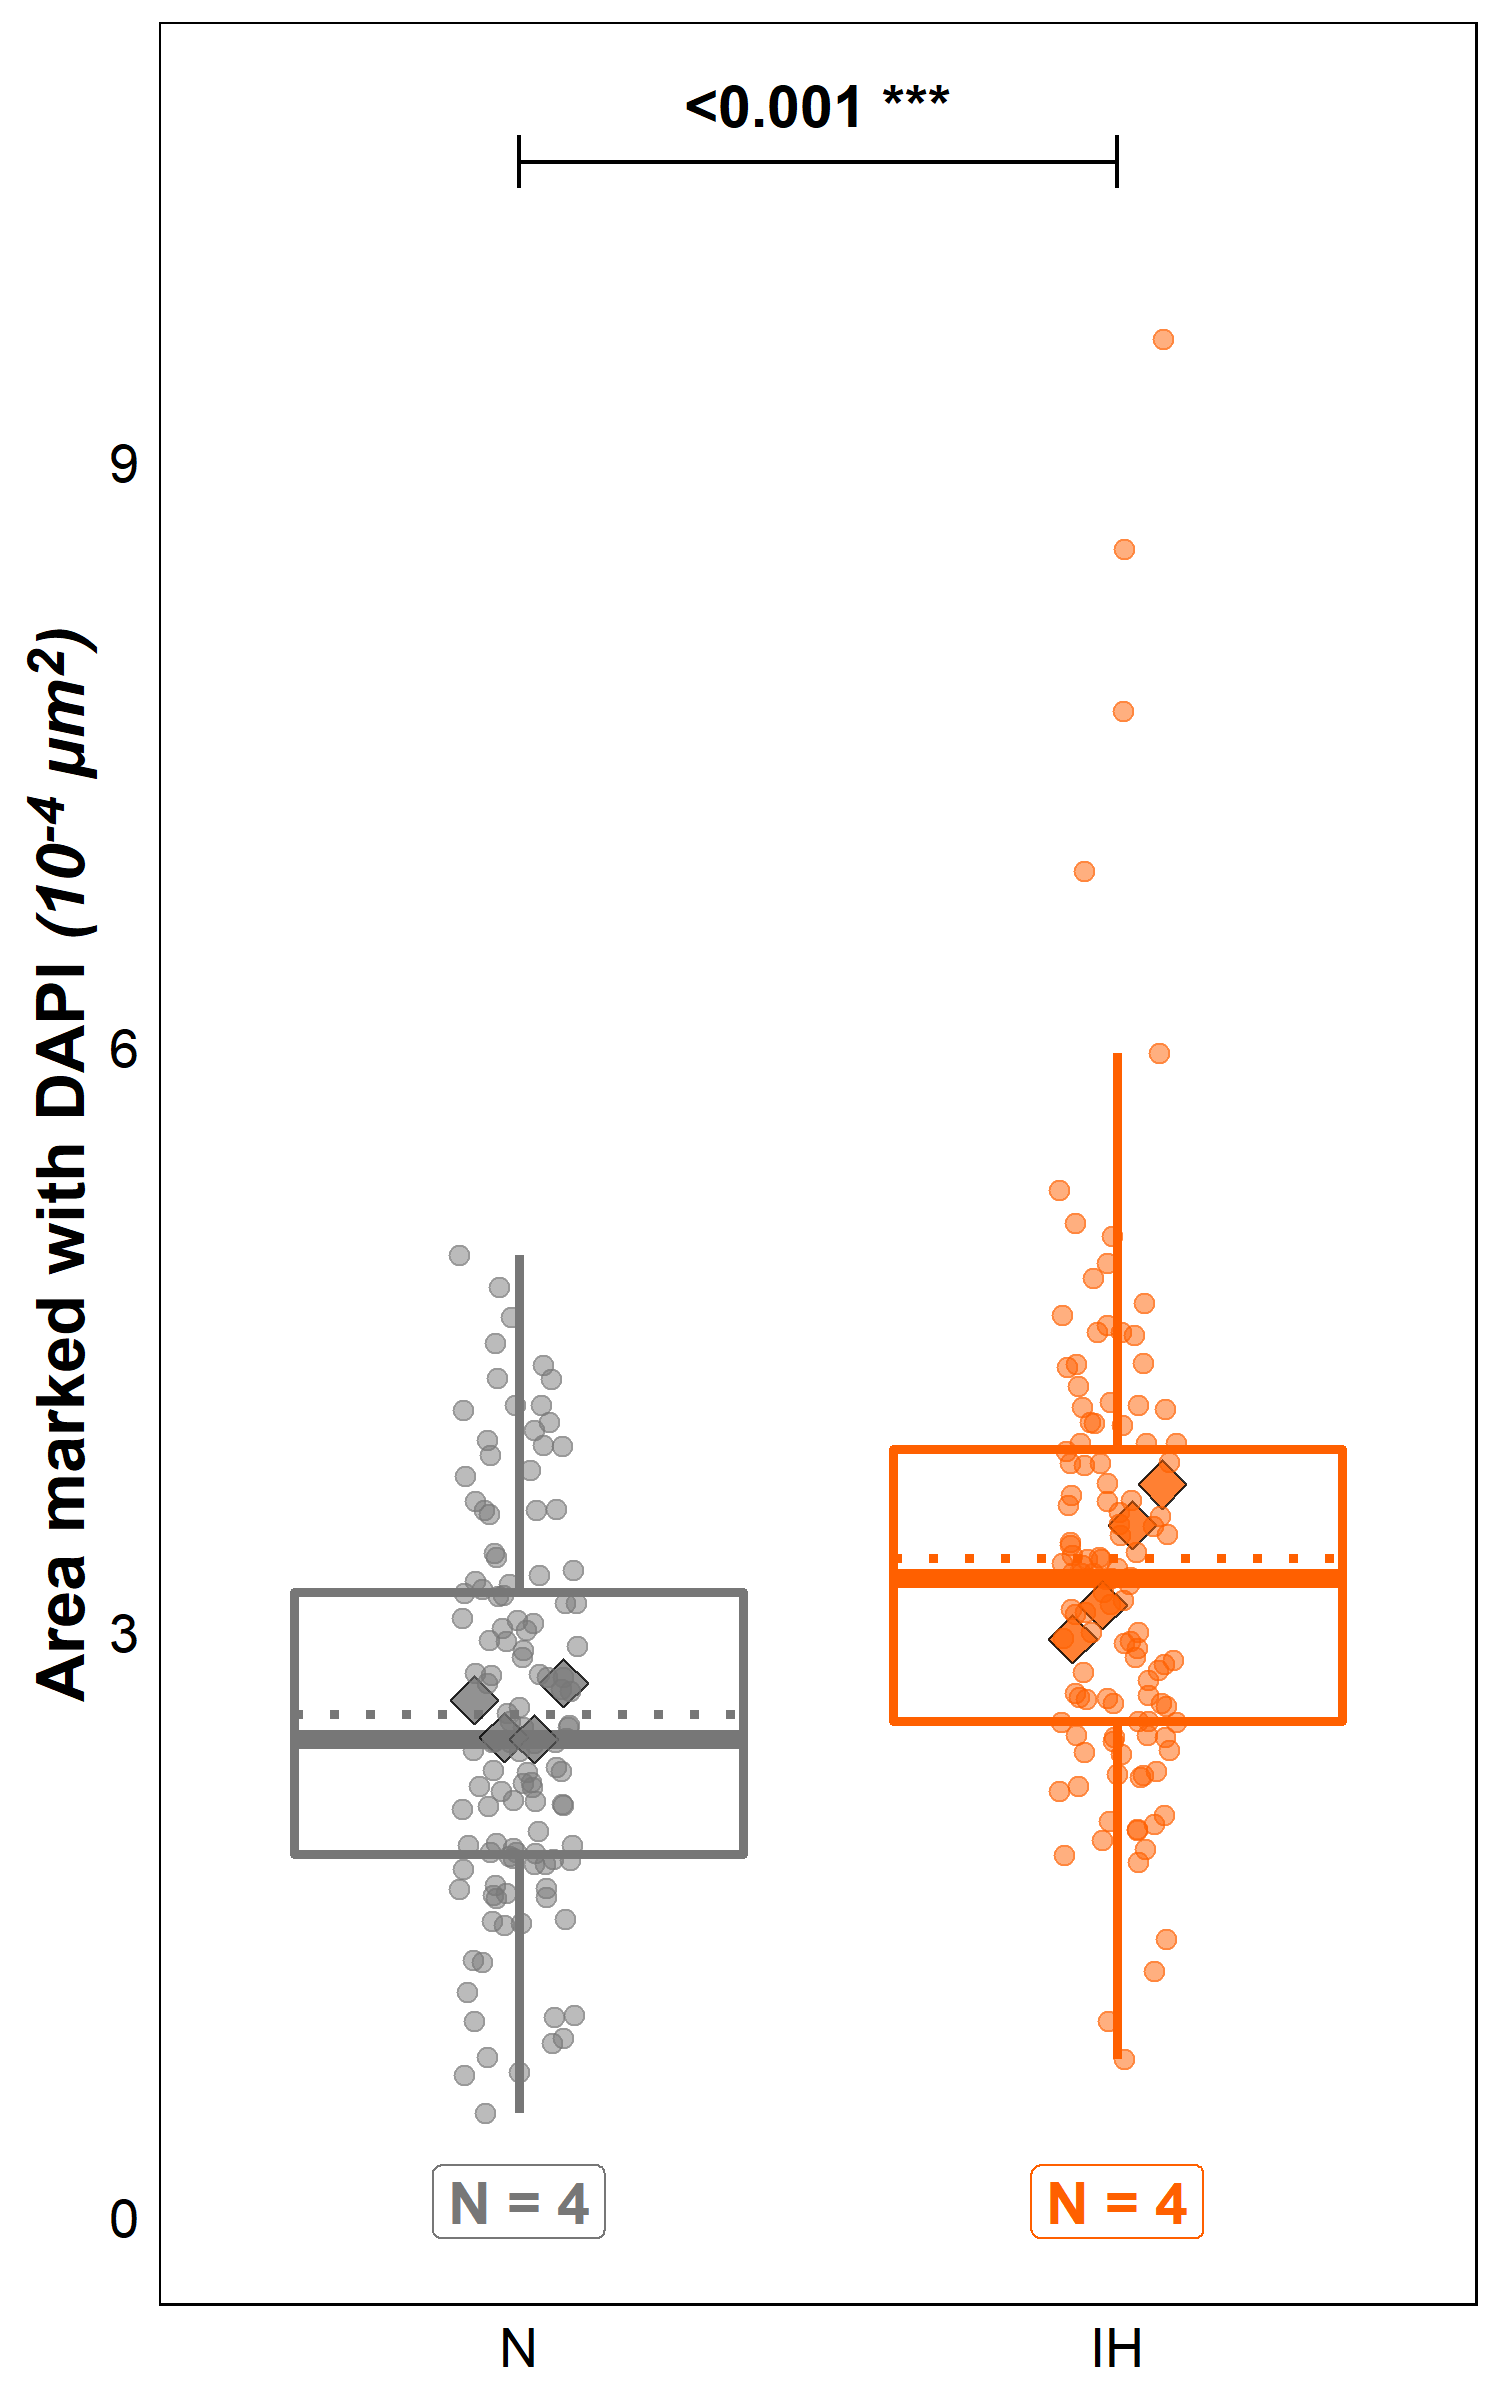 <0.001 ***
Area marked with DAPI (10⁻⁴ µm²)
9
6
3
0
N = 4
N = 4
N
IH